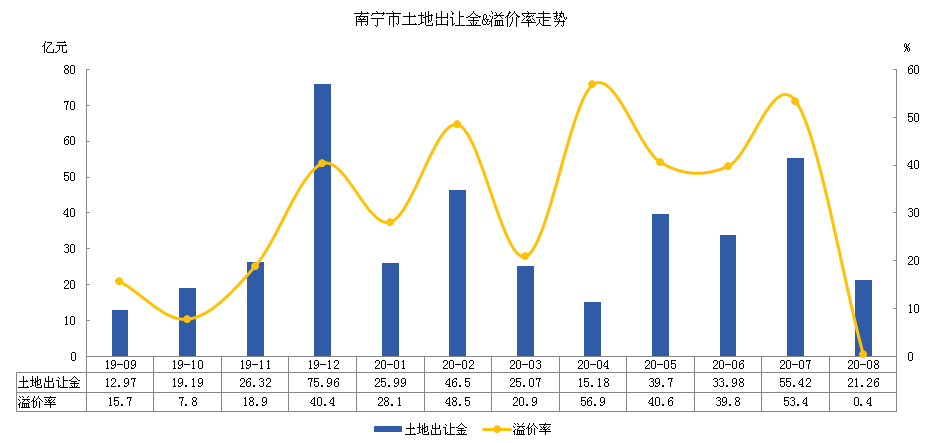 南宁市土地出让金&溢价率走势
亿元 %
80 60
70 50
60 40
50 30
40 20
30 10
20 0
10
0
19-09 19-10 19-11 19-12 20-01 20-02 20-03 20-04 20-05 20-06 20-07 20-08
土地出让金 12.97 19.19 26.32 75.96 25.99 46.5 25.07 15.18 39.7 33.98 55.42 21.26
溢价率 15.7 7.8 18.9 40.4 28.1 48.5 20.9 56.9 40.6 39.8 53.4 0.4
土地出让金 溢价率